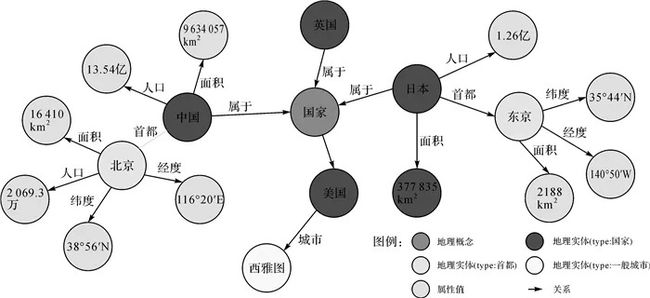 9 634 057
km²
英国
1.26亿
13.54亿
人口
面积
属于
人口
日本
属于
首都
纬度
35°44′N
中国
属于
国家
东京
16 410
km²
首都
面积
面积
经度
面积
北京
人口
经度
140°50′W
2 069.3
万
纬度
116°20′E
美国
377 835
km²
2188
km²
38°56′N
城市
西雅图
图例：
地理概念
地理实体(type:国家)
地理实体(type:首都)
地理实体(type:一般城市)
属性值
关系